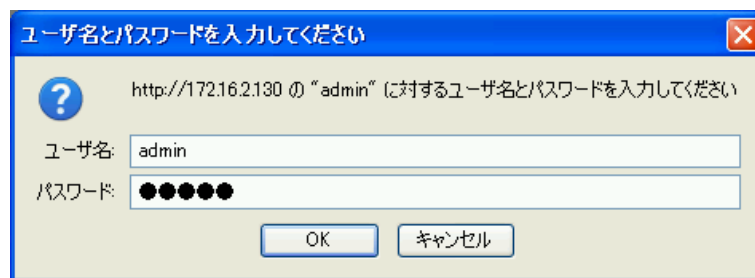 ユーザ名とパスワードを入力してください
http://172.16.2.130 の "admin" に対するユーザ名とパスワードを入力してください
ユーザ名: admin
パスワード: ●●●●●
OK キャンセル